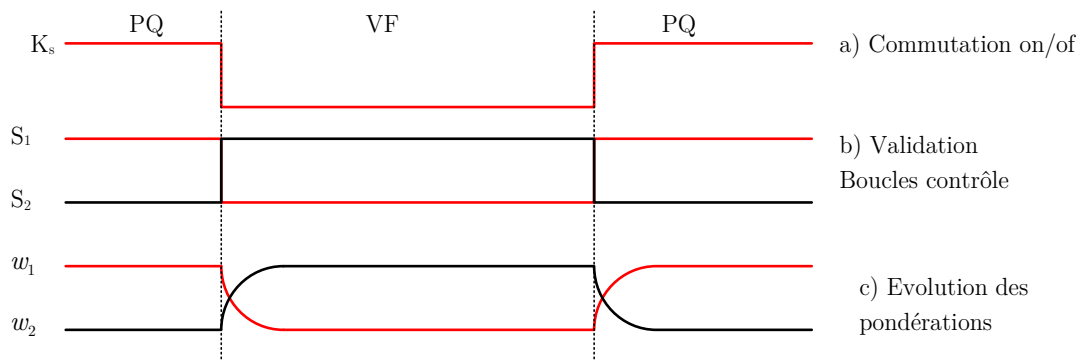 PQ VF PQ
Ks
a) Commutation on/of
S1
b) Validation
Boucles contrôle
S2
w1
c) Evolution des
pondérations
w2